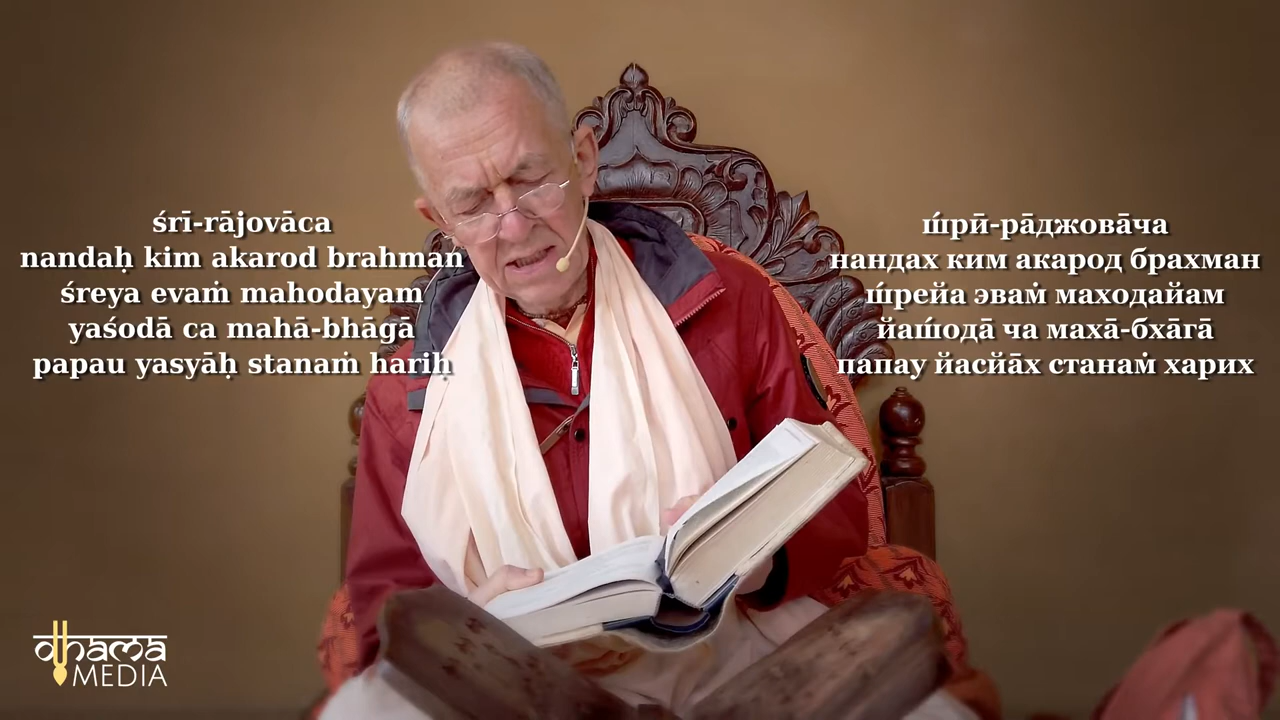 śrī-rājovāca
nandaḥ kim akarod brahman
śreya evaṁ mahodayam
yaśodā ca mahā-bhāgā
papau yasyāḥ stanaṁ hariḥ
ш́рӣ-ра̄джова̄ча
нандах ким акарод брахман
ш́рейа эвам̇ маходайам
йаш́ода̄ ча маха̄-бха̄га̄
папау йасйа̄х станам̇ харих
dhama
MEDIA